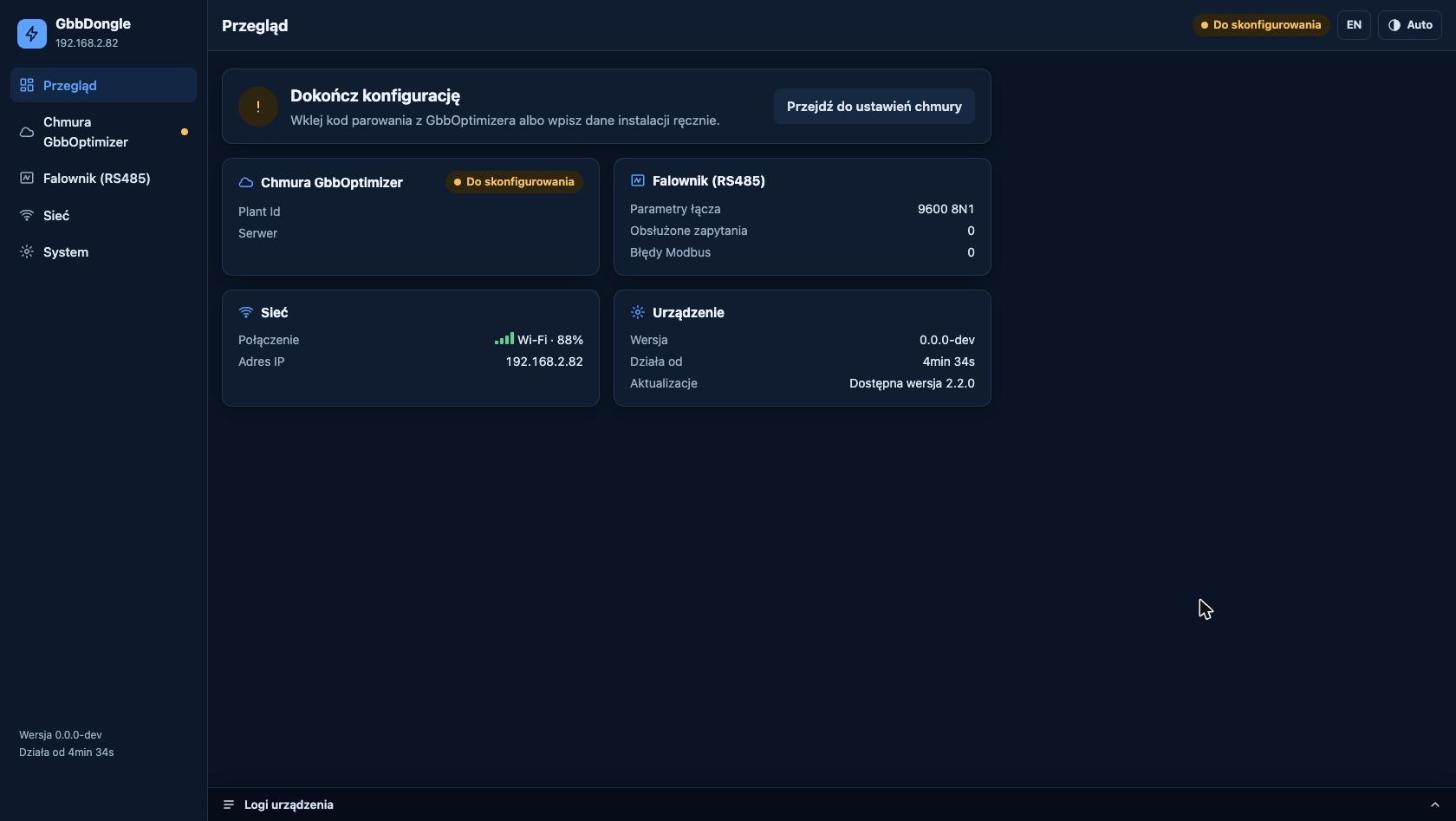 GbbDongle
192.168.2.82
Przegląd
Chmura
GbbOptimizer
Falownik (RS485)
Sieć
System
Wersja 0.0.0-dev
Działa od 4min 34s
Przegląd
Do skonfigurowania
EN
Auto
!
Dokończ konfigurację
Wklej kod parowania z GbbOptimizera albo wpisz dane instalacji ręcznie.
Przejdź do ustawień chmury
Chmura GbbOptimizer
Do skonfigurowania
Plant Id
Serwer
Falownik (RS485)
Parametry łącza 9600 8N1
Obsłużone zapytania 0
Błędy Modbus 0
Sieć
Połączenie Wi-Fi · 88%
Adres IP 192.168.2.82
Urządzenie
Wersja 0.0.0-dev
Działa od 4min 34s
Aktualizacje Dostępna wersja 2.2.0
Logi urządzenia